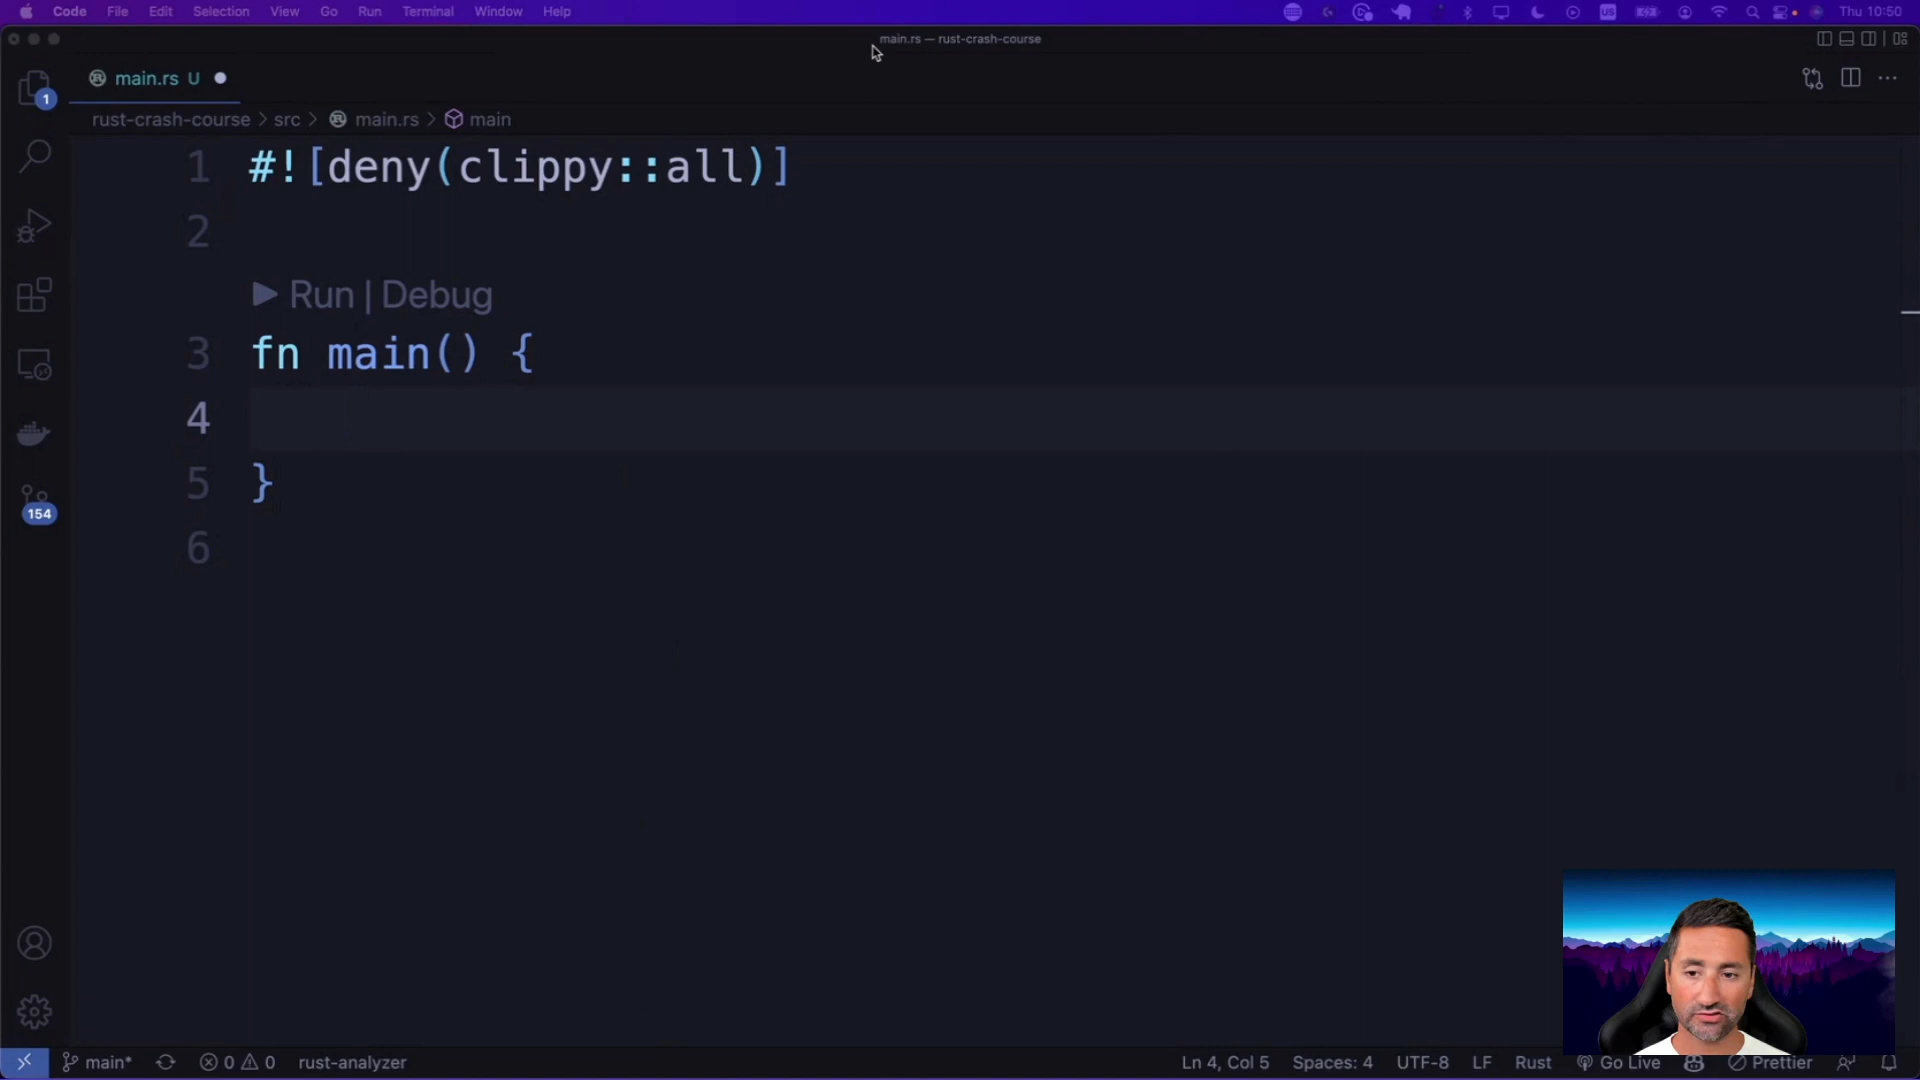 Code File Edit Selection View Go Run Terminal Window Help US Thu 10:50
main.rs — rust-crash-course
main.rs U
1
rust-crash-course > src > main.rs > main
1 #![deny(clippy::all)]
2
▶ Run | Debug
3 fn main() {
4
5 }
6
154
main* 0 0 rust-analyzer Ln 4, Col 5 Spaces: 4 UTF-8 LF Rust Go Live Prettier